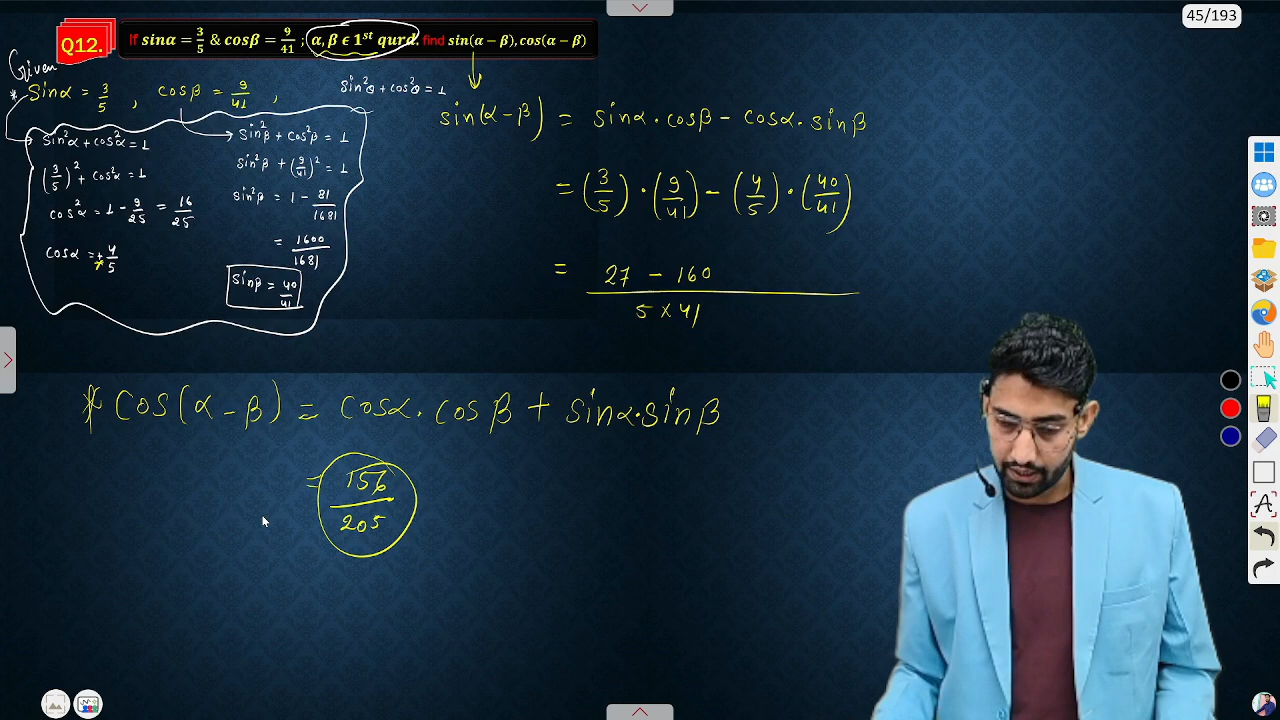 45/193
Q12.
If sinα = 3/5 & cosβ = 9/41 ; α, β ϵ 1st qurd. find sin(α − β), cos(α − β)
Given
* sinα = 3/5 , cosβ = 9/41 ,
sin²θ + cos²θ = 1
sin²α + cos²α = 1
(3/5)² + cos²α = 1
cos²α = 1 − 9/25 = 16/25
cosα = + 4/5
sin²β + cos²β = 1
sin²β + (9/41)² = 1
sin²β = 1 − 81/1681
= 1600/1681
sinβ = 40/41
sin(α − β) = sinα · cosβ − cosα · sinβ
= (3/5) · (9/41) − (4/5) · (40/41)
= 27 − 160 / 5 × 41
* cos(α − β) = cosα · cosβ + sinα · sinβ
= 156/205
A